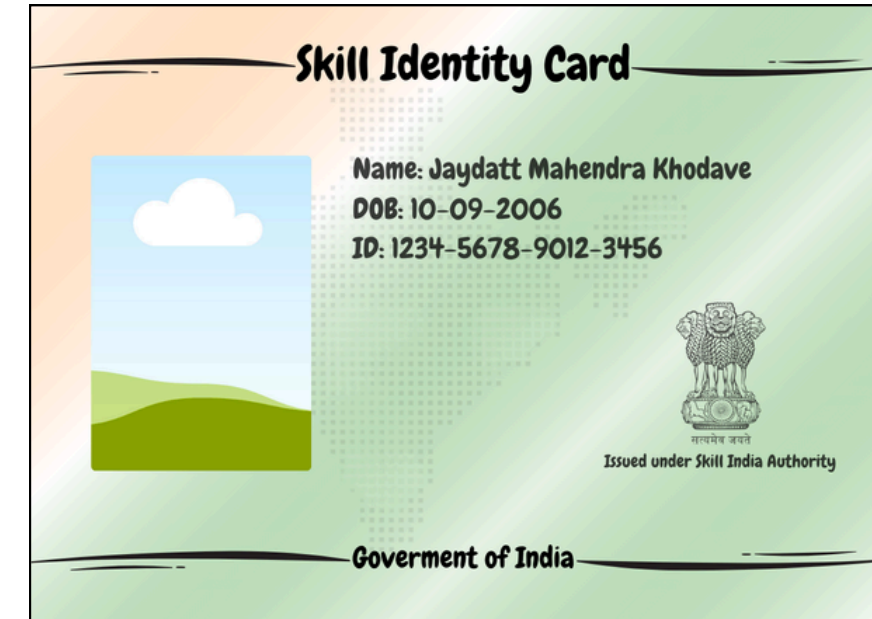 Skill Identity Card
Name: Jaydatt Mahendra Khodave
DOB: 10-09-2006
ID: 1234-5678-9012-3456
सत्यमेव जयते
Issued under Skill India Authority
Goverment of India